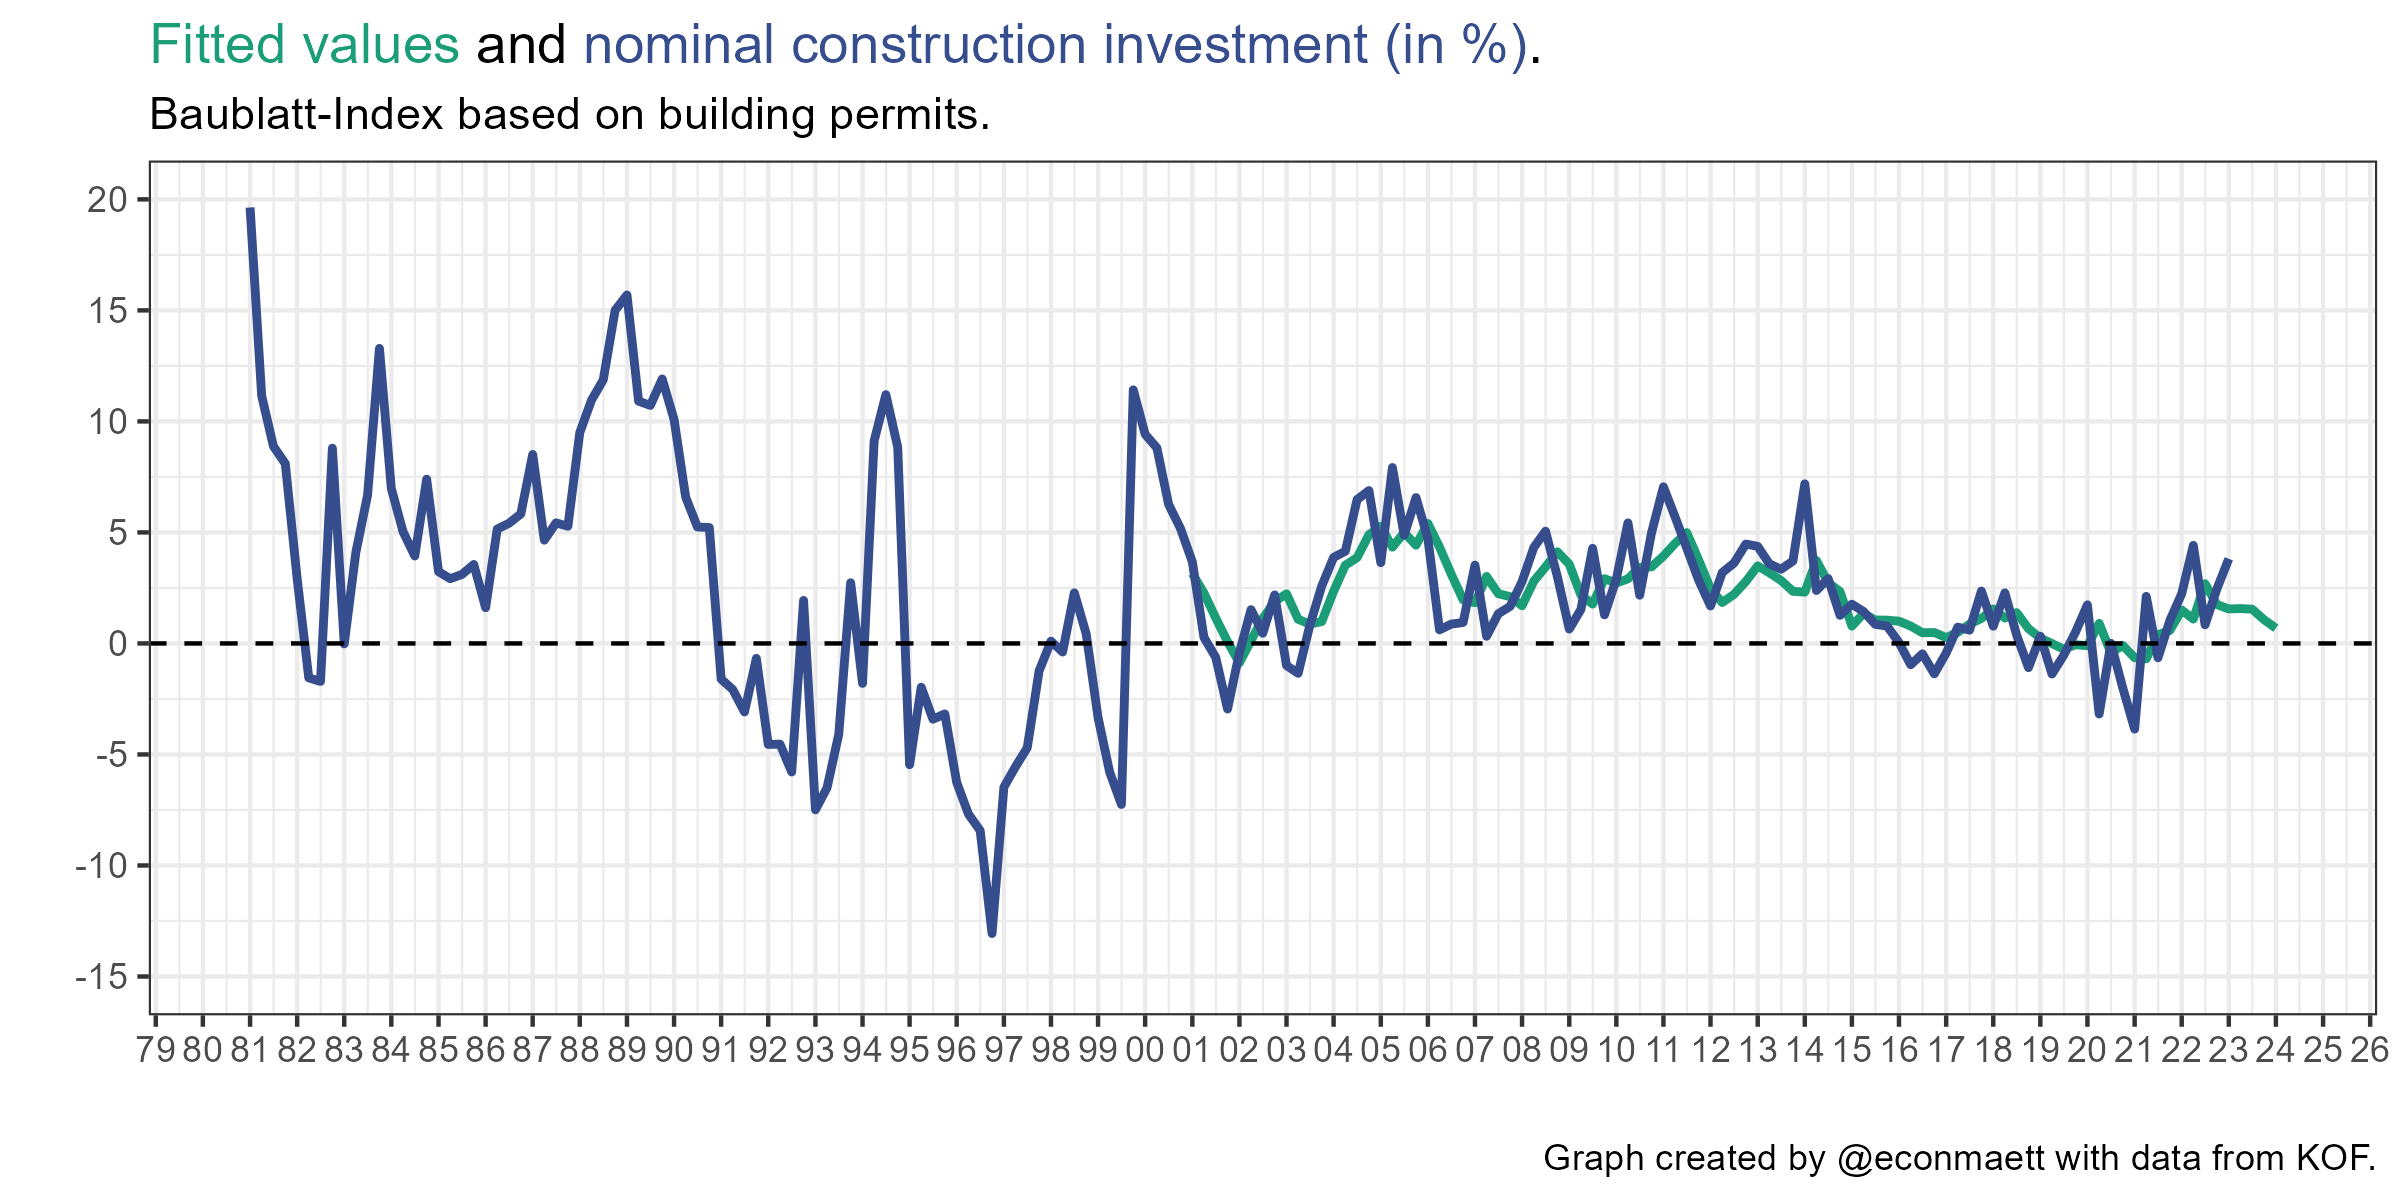 Fitted values and nominal construction investment (in %).
Baublatt-Index based on building permits.
20
15
10
5
0
-5
-10
-15
79 80 81 82 83 84 85 86 87 88 89 90 91 92 93 94 95 96 97 98 99 00 01 02 03 04 05 06 07 08 09 10 11 12 13 14 15 16 17 18 19 20 21 22 23 24 25 26
Graph created by @econmaett with data from KOF.